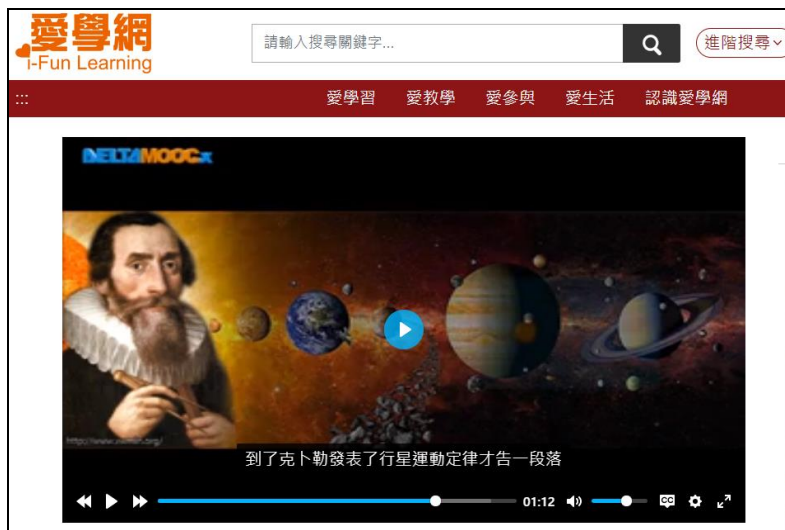 愛學網
i-Fun Learning
請輸入搜尋關鍵字...
進階搜尋
:::
愛學習 愛教學 愛參與 愛生活 認識愛學網
DELTAMOOCx
到了克卜勒發表了行星運動定律才告一段落
01:12
CC